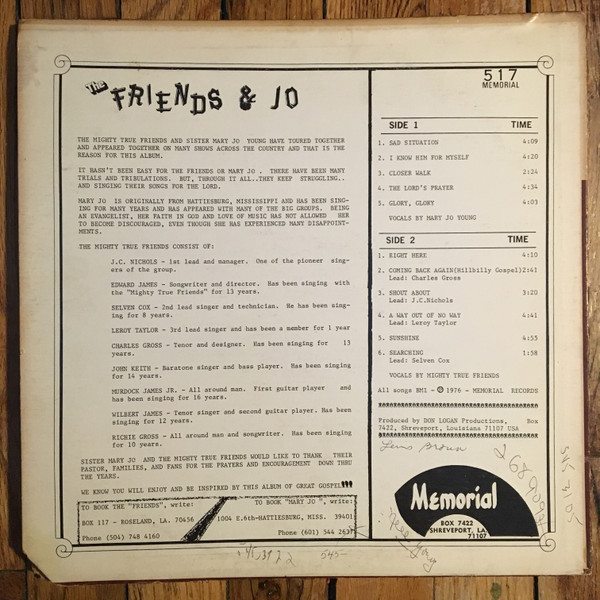 The FRIENDS & JO
THE MIGHTY TRUE FRIENDS AND SISTER MARY JO YOUNG HAVE TOURED TOGETHER
AND APPEARED TOGETHER ON MANY SHOWS ACROSS THE COUNTRY AND THAT IS THE
REASON FOR THIS ALBUM.
IT HASN'T BEEN EASY FOR THE FRIENDS OR MARY JO . THERE HAVE BEEN MANY
TRIALS AND TRIBULATIONS. BUT, THROUGH IT ALL..THEY KEEP STRUGGLING..
AND SINGING THEIR SONGS FOR THE LORD.
MARY JO IS ORIGINALLY FROM HATTIESBURG, MISSISSIPPI AND HAS BEEN SING-
ING FOR MANY YEARS AND HAS APPEARED WITH MANY OF THE BIG GROUPS. BEING
AN EVANGELIST, HER FAITH IN GOD AND LOVE OF MUSIC HAS NOT ALLOWED HER
TO BECOME DISCOURAGED, EVEN THOUGH SHE HAS EXPERIENCED MANY DISAPPOINT-
MENTS.
THE MIGHTY TRUE FRIENDS CONSIST OF:
J.C. NICHOLS - 1st lead and manager. One of the pioneer sing-
ers of the group.
EDWARD JAMES - Songwriter and director. Has been singing with
the "Mighty True Friends" for 13 years.
SELVEN COX - 2nd lead singer and technician. He has been sing-
ing for 8 years.
LEROY TAYLOR - 3rd lead singer and has been a member for 1 year
CHARLES GROSS - Tenor and designer. Has been singing for 13
years.
JOHN KEITH - Baratone singer and bass player. Has been singing
for 14 years.
MURDOCK JAMES JR. - All around man. First guitar player and
has been singing for 16 years.
WILBERT JAMES - Tenor singer and second guitar player. Has been
singing for 12 years.
RICHIE GROSS - All around man and songwriter. Has been singing
for 10 years.
SISTER MARY JO AND THE MIGHTY TRUE FRIENDS WOULD LIKE TO THANK THEIR
PASTOR, FAMILIES, AND FANS FOR THE PRAYERS AND ENCOURAGEMENT DOWN THRU
THE YEARS.
WE KNOW YOU WILL ENJOY AND BE INSPIRED BY THIS ALBUM OF GREAT GOSPEL!!!
TO BOOK THE "FRIENDS", write:
BOX 117 - ROSELAND, LA. 70456
Phone (504) 748 4160
TO BOOK "MARY JO ", write:
1004 E.6th-HATTIESBURG, MISS. 39401
Phone (601) 544 2637
517
MEMORIAL
SIDE 1 TIME
1. SAD SITUATION 4:09
2. I KNOW HIM FOR MYSELF 4:20
3. CLOSER WALK 2:24
4. THE LORD'S PRAYER 4:34
5. GLORY, GLORY 4:03
VOCALS BY MARY JO YOUNG
SIDE 2 TIME
1. RIGHT HERE 4:10
2. COMING BACK AGAIN(Hillbilly Gospel)2:41
Lead: Charles Gross
3. SHOUT ABOUT 3:20
Lead: J.C.Nichols
4. A WAY OUT OF NO WAY 4:41
Lead: Leroy Taylor
5. SUNSHINE 4:55
6. SEARCHING 1:58
Lead: Selven Cox
VOCALS BY MIGHTY TRUE FRIENDS
All songs BMI - ℗ 1976 - MEMORIAL RECORDS
Produced by DON LOGAN Productions, Box
7422, Shreveport, Louisiana 71107 USA
Memorial
BOX 7422
SHREVEPORT, LA.
71107
545-